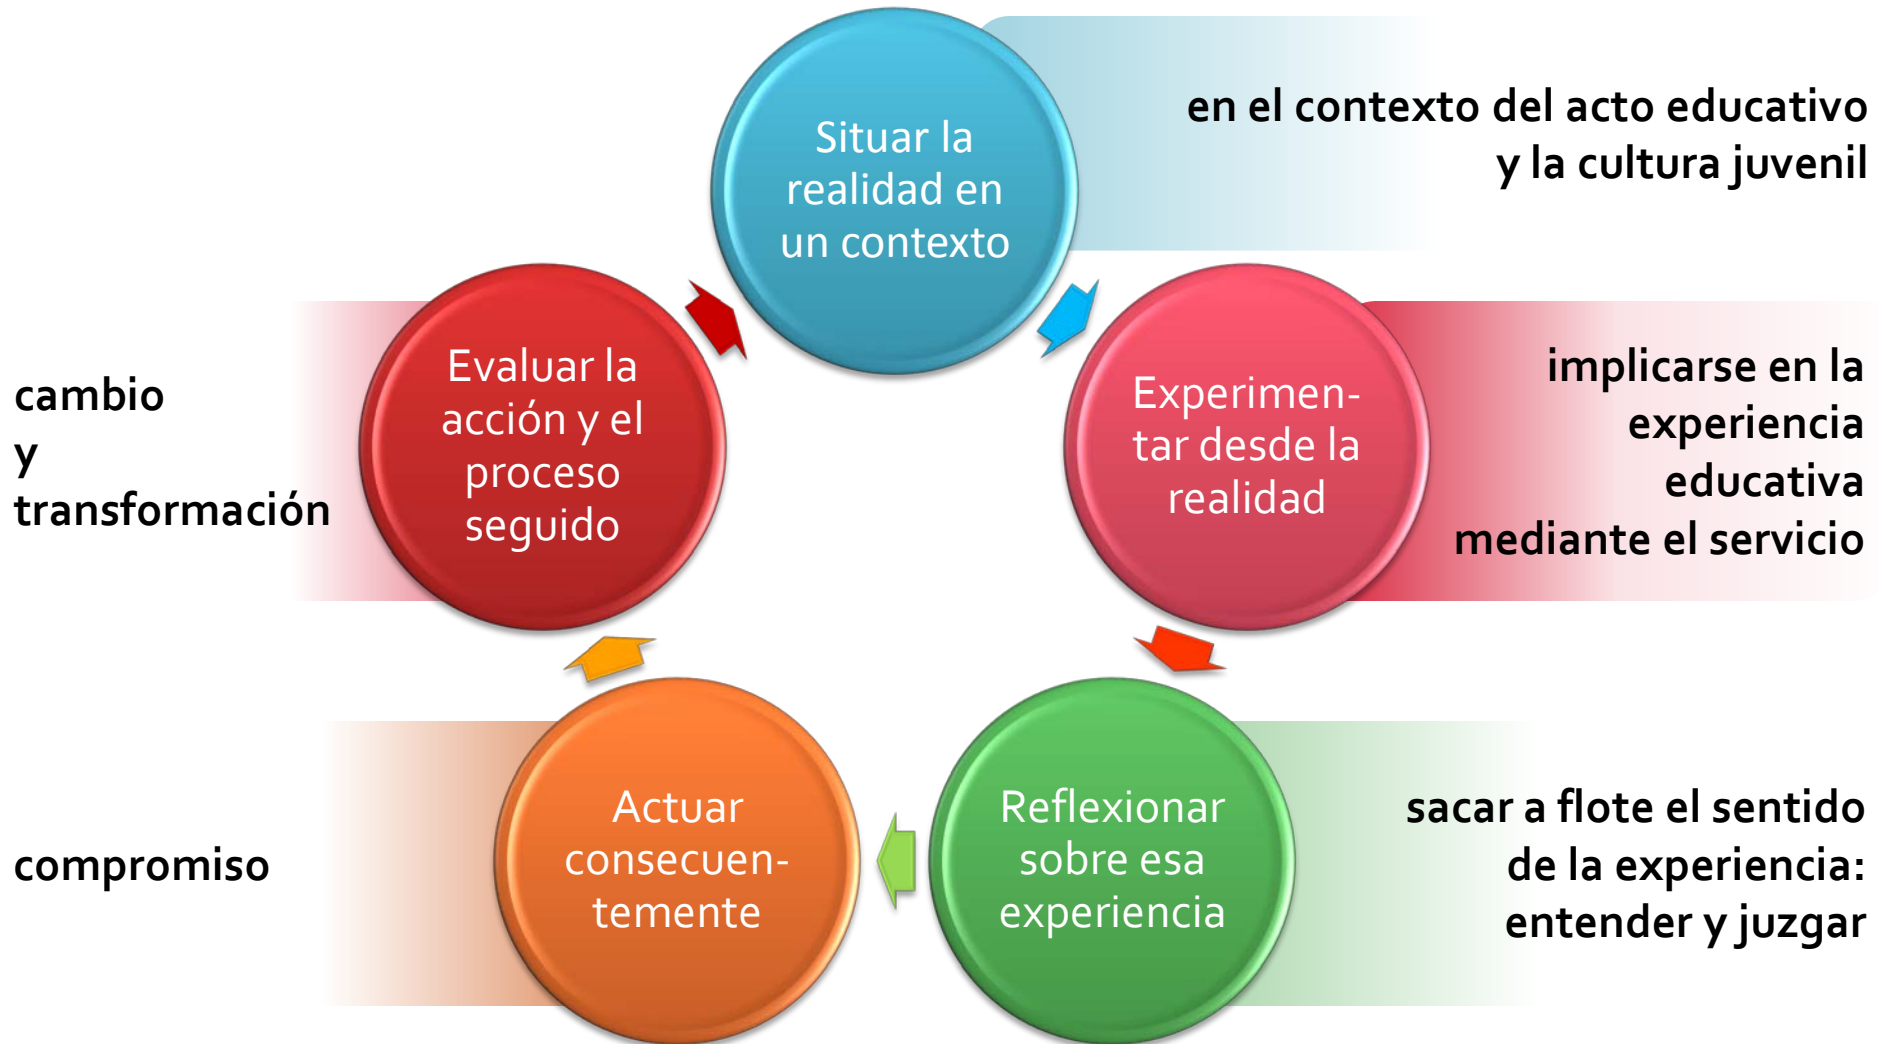 Situar la
realidad en
un contexto
en el contexto del acto educativo
y la cultura juvenil
Experimen-
tar desde la
realidad
implicarse en la
experiencia
educativa
mediante el servicio
Reflexionar
sobre esa
experiencia
sacar a flote el sentido
de la experiencia:
entender y juzgar
Actuar
consecuen-
temente
compromiso
Evaluar la
acción y el
proceso
seguido
cambio
y
transformación